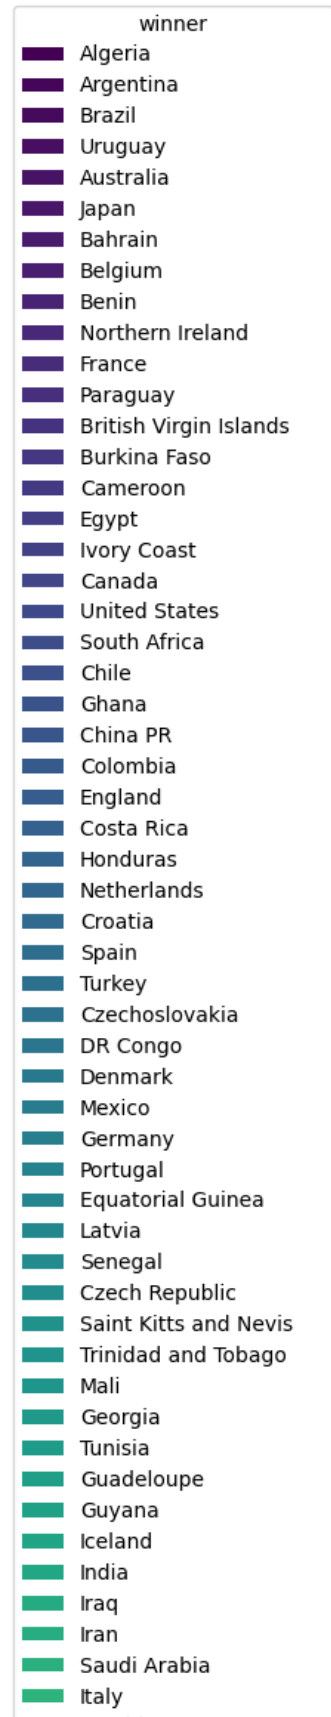 winner
Algeria
Argentina
Brazil
Uruguay
Australia
Japan
Bahrain
Belgium
Benin
Northern Ireland
France
Paraguay
British Virgin Islands
Burkina Faso
Cameroon
Egypt
Ivory Coast
Canada
United States
South Africa
Chile
Ghana
China PR
Colombia
England
Costa Rica
Honduras
Netherlands
Croatia
Spain
Turkey
Czechoslovakia
DR Congo
Denmark
Mexico
Germany
Portugal
Equatorial Guinea
Latvia
Senegal
Czech Republic
Saint Kitts and Nevis
Trinidad and Tobago
Mali
Georgia
Tunisia
Guadeloupe
Guyana
Iceland
India
Iraq
Iran
Saudi Arabia
Italy